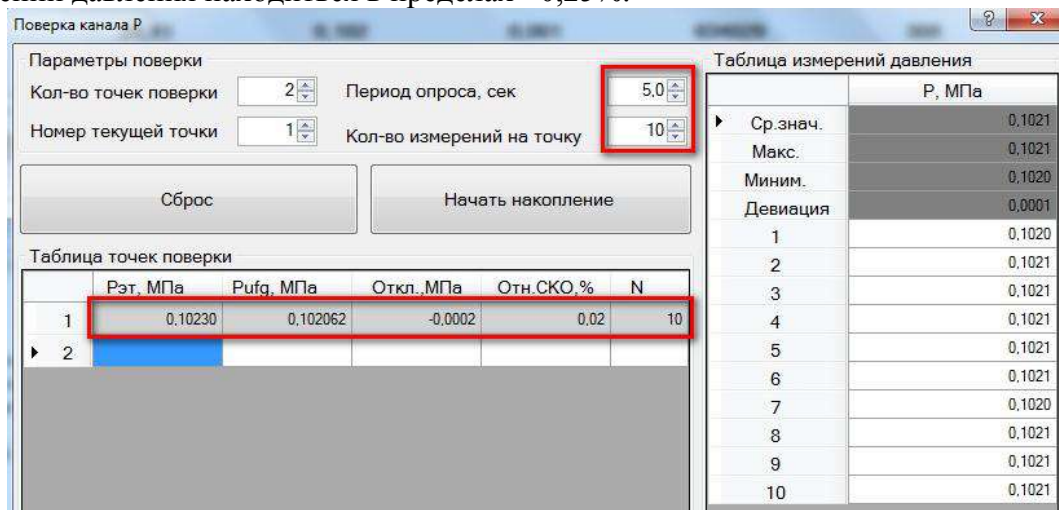 давлени находиться в пределах 0,25%.
Поверка канала P
Параметры поверки
Кол-во точек поверки 2 Период опроса, сек 5.0
Номер текущей точки 1 Кол-во измерений на точку 10
Сброс Начать накопление
Таблица точек поверки
Pэт, МПа Pufg, МПа Откл.,МПа Отн.СКО,% N
1 0,10230 0,102062 -0,0002 0,02 10
2
Таблица измерений давления
P, МПа
Ср.знач. 0,1021
Макс. 0,1021
Миним. 0,1020
Девиация 0,0001
1 0,1020
2 0,1021
3 0,1021
4 0,1021
5 0,1021
6 0,1021
7 0,1020
8 0,1021
9 0,1021
10 0,1021